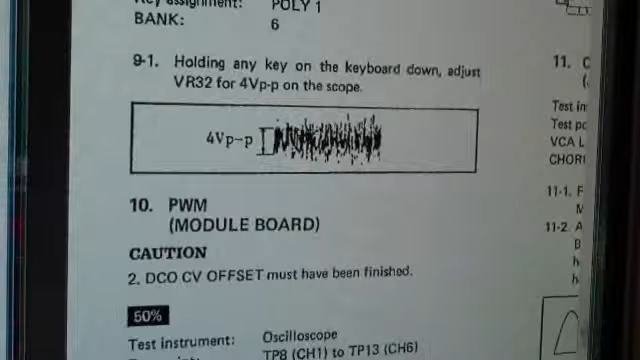 Key assignment: POLY 1
BANK: 6
9-1. Holding any key on the keyboard down, adjust
VR32 for 4Vp-p on the scope.
4Vp-p
10. PWM
(MODULE BOARD)
CAUTION
2. DCO CV OFFSET must have been finished.
50%
Test instrument: Oscilloscope
TP8 (CH1) to TP13 (CH6)
11. C
(
Test in
Test po
VCA L
CHOR
11-1. F
M
11-2. A
B
h
h